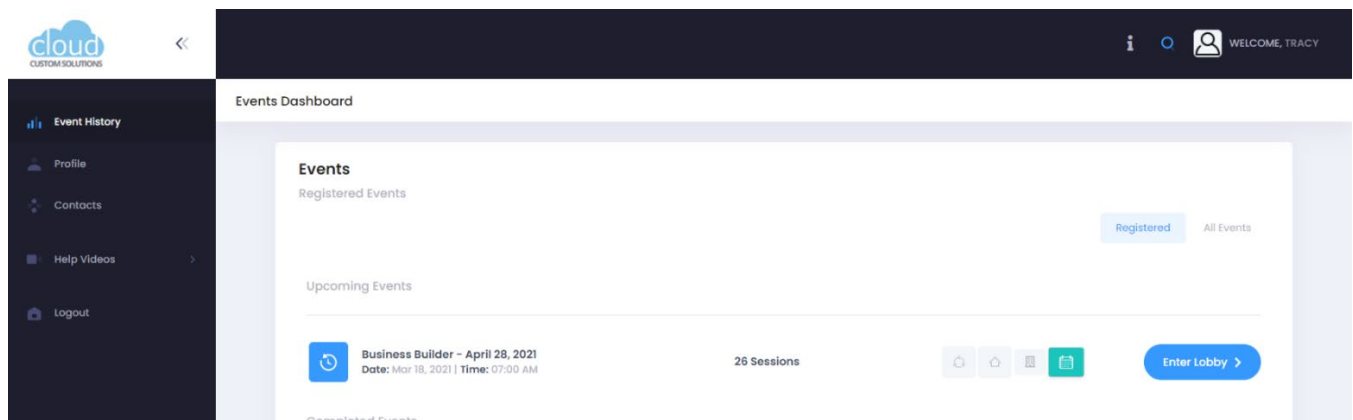 cloud
CUSTOM SOLUTIONS
WELCOME, TRACY
Events Dashboard
Event History
Profile
Contacts
Help Videos
Logout
Events
Registered Events
Registered All Events
Upcoming Events
Business Builder - April 28, 2021
Date: Mar 18, 2021 | Time: 07:00 AM
26 Sessions
Enter Lobby
Completed Events